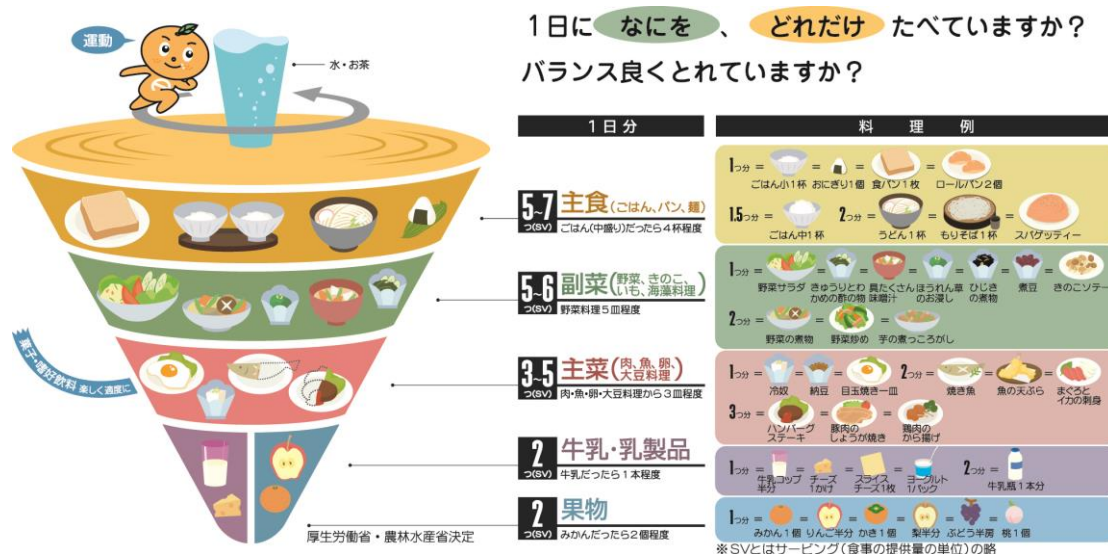 1日に なにを 、 どれだけ たべていますか?
バランス良くとれていますか?
運動
水・お茶
菓子・嗜好飲料 楽しく適度に
1日分
料理例
5~7 つ(SV) 主食(ごはん、パン、麺)
ごはん(中盛り)だったら4杯程度
1つ分 = ごはん小1杯 = おにぎり1個 = 食パン1枚 = ロールパン2個
1.5つ分 = ごはん中1杯 2つ分 = うどん1杯 = もりそば1杯 = スパゲッティー
5~6 つ(SV) 副菜(野菜、きのこ、いも、海藻料理)
野菜料理5皿程度
1つ分 = 野菜サラダ = きゅうりとわかめの酢の物 = 具たくさん味噌汁 = ほうれん草のお浸し = ひじきの煮物 = 煮豆 = きのこソテー
2つ分 = 野菜の煮物 = 野菜炒め = 芋の煮っころがし
3~5 つ(SV) 主菜(肉、魚、卵、大豆料理)
肉・魚・卵・大豆料理から3皿程度
1つ分 = 冷奴 = 納豆 = 目玉焼き一皿 2つ分 = 焼き魚 = 魚の天ぷら = まぐろとイカの刺身
3つ分 = ハンバーグステーキ = 豚肉のしょうが焼き = 鶏肉のから揚げ
2 つ(SV) 牛乳・乳製品
牛乳だったら1本程度
1つ分 = 牛乳コップ半分 = チーズ1かけ = スライスチーズ1枚 = ヨーグルト1パック 2つ分 = 牛乳瓶1本分
2 つ(SV) 果物
みかんだったら2個程度
1つ分 = みかん1個 = りんご半分 = かき1個 = 梨半分 = ぶどう半房 = 桃1個
厚生労働省・農林水産省決定
※SVとはサービング(食事の提供量の単位)の略